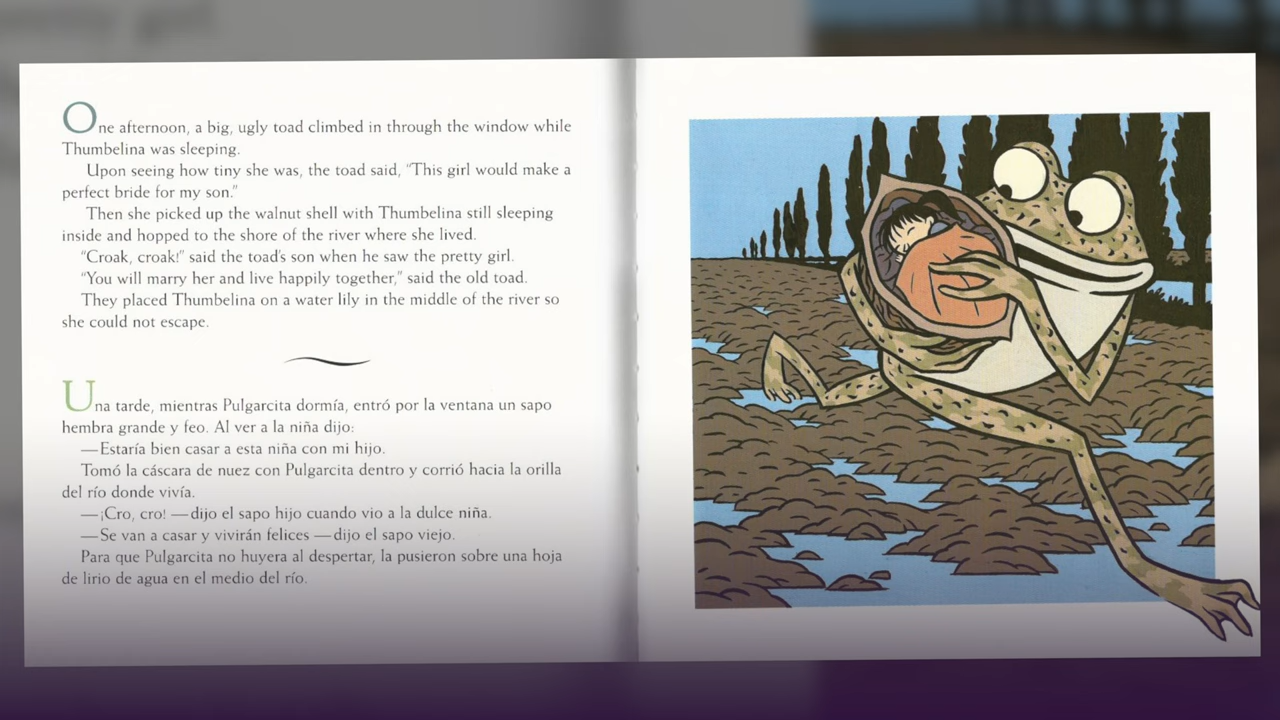 One afternoon, a big, ugly toad climbed in through the window while
Thumbelina was sleeping.
Upon seeing how tiny she was, the toad said, “This girl would make a
perfect bride for my son.”
Then she picked up the walnut shell with Thumbelina still sleeping
inside and hopped to the shore of the river where she lived.
“Croak, croak!” said the toad’s son when he saw the pretty girl.
“You will marry her and live happily together,” said the old toad.
They placed Thumbelina on a water lily in the middle of the river so
she could not escape.
Una tarde, mientras Pulgarcita dormía, entró por la ventana un sapo
hembra grande y feo. Al ver a la niña dijo:
—Estaría bien casar a esta niña con mi hijo.
Tomó la cáscara de nuez con Pulgarcita dentro y corrió hacia la orilla
del río donde vivía.
—¡Cro, cro! —dijo el sapo hijo cuando vio a la dulce niña.
—Se van a casar y vivirán felices —dijo el sapo viejo.
Para que Pulgarcita no huyera al despertar, la pusieron sobre una hoja
de lirio de agua en el medio del río.